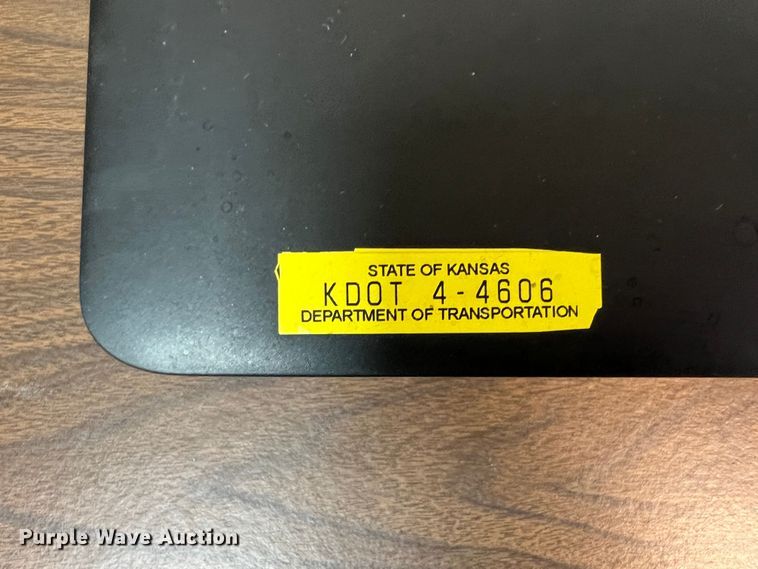 STATE OF KANSAS
KDOT 4-4606
DEPARTMENT OF TRANSPORTATION
Purple Wave Auction